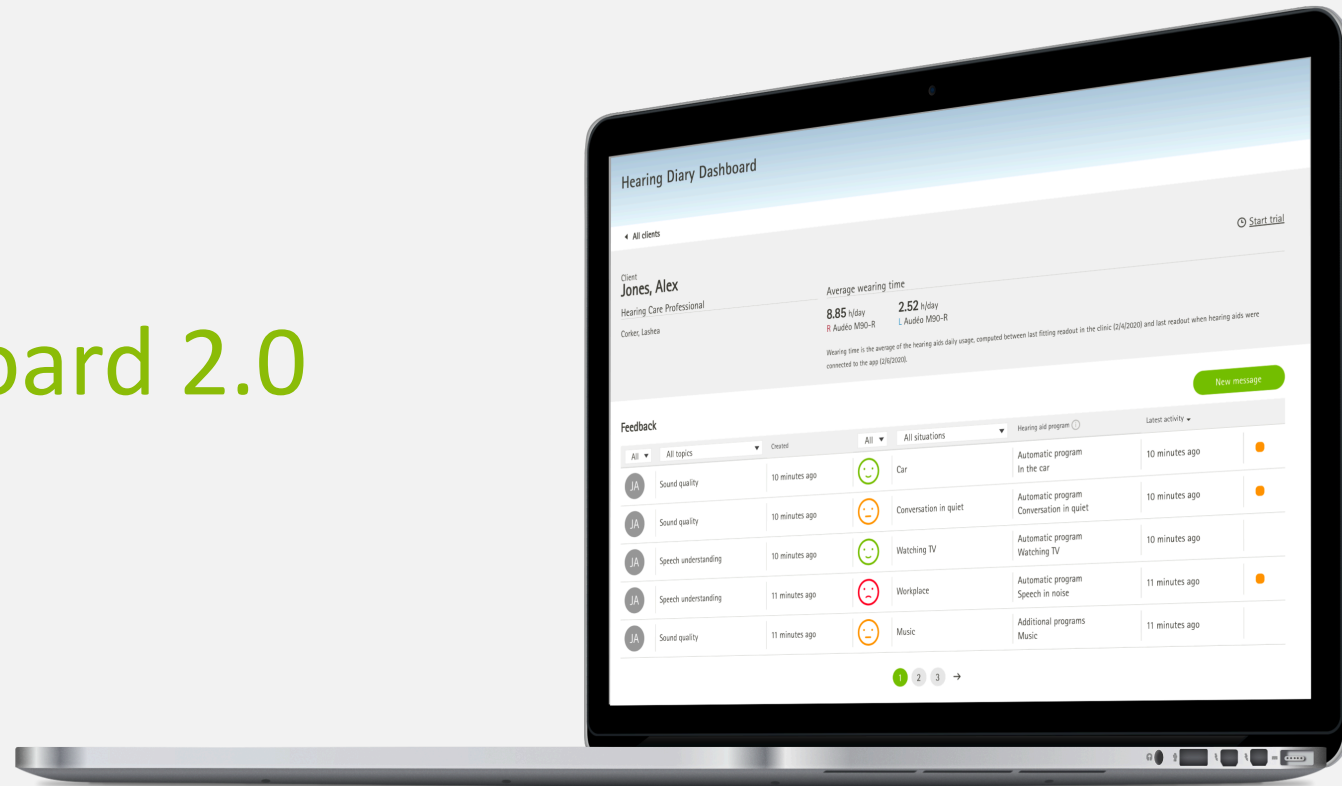 oard 2.0
Hearing Diary Dashboard
All clients
Start trial
Client
Jones, Alex
Hearing Care Professional
Corker, Lashea
Average wearing time
8.85 h/day
R Audéo M90-R
2.52 h/day
L Audéo M90-R
Wearing time is the average of the hearing aids daily usage, computed between last fitting readout in the clinic (2/4/2020) and last readout when hearing aids were
connected to the app (2/6/2020).
New message
Feedback
All All topics Created All All situations Hearing aid program Latest activity
JA Sound quality 10 minutes ago Car Automatic program 10 minutes ago
In the car
JA Sound quality 10 minutes ago Conversation in quiet Automatic program 10 minutes ago
Conversation in quiet
JA Speech understanding 10 minutes ago Watching TV Automatic program 10 minutes ago
Watching TV
JA Speech understanding 11 minutes ago Workplace Automatic program 11 minutes ago
Speech in noise
JA Sound quality 11 minutes ago Music Additional programs 11 minutes ago
Music
1 2 3